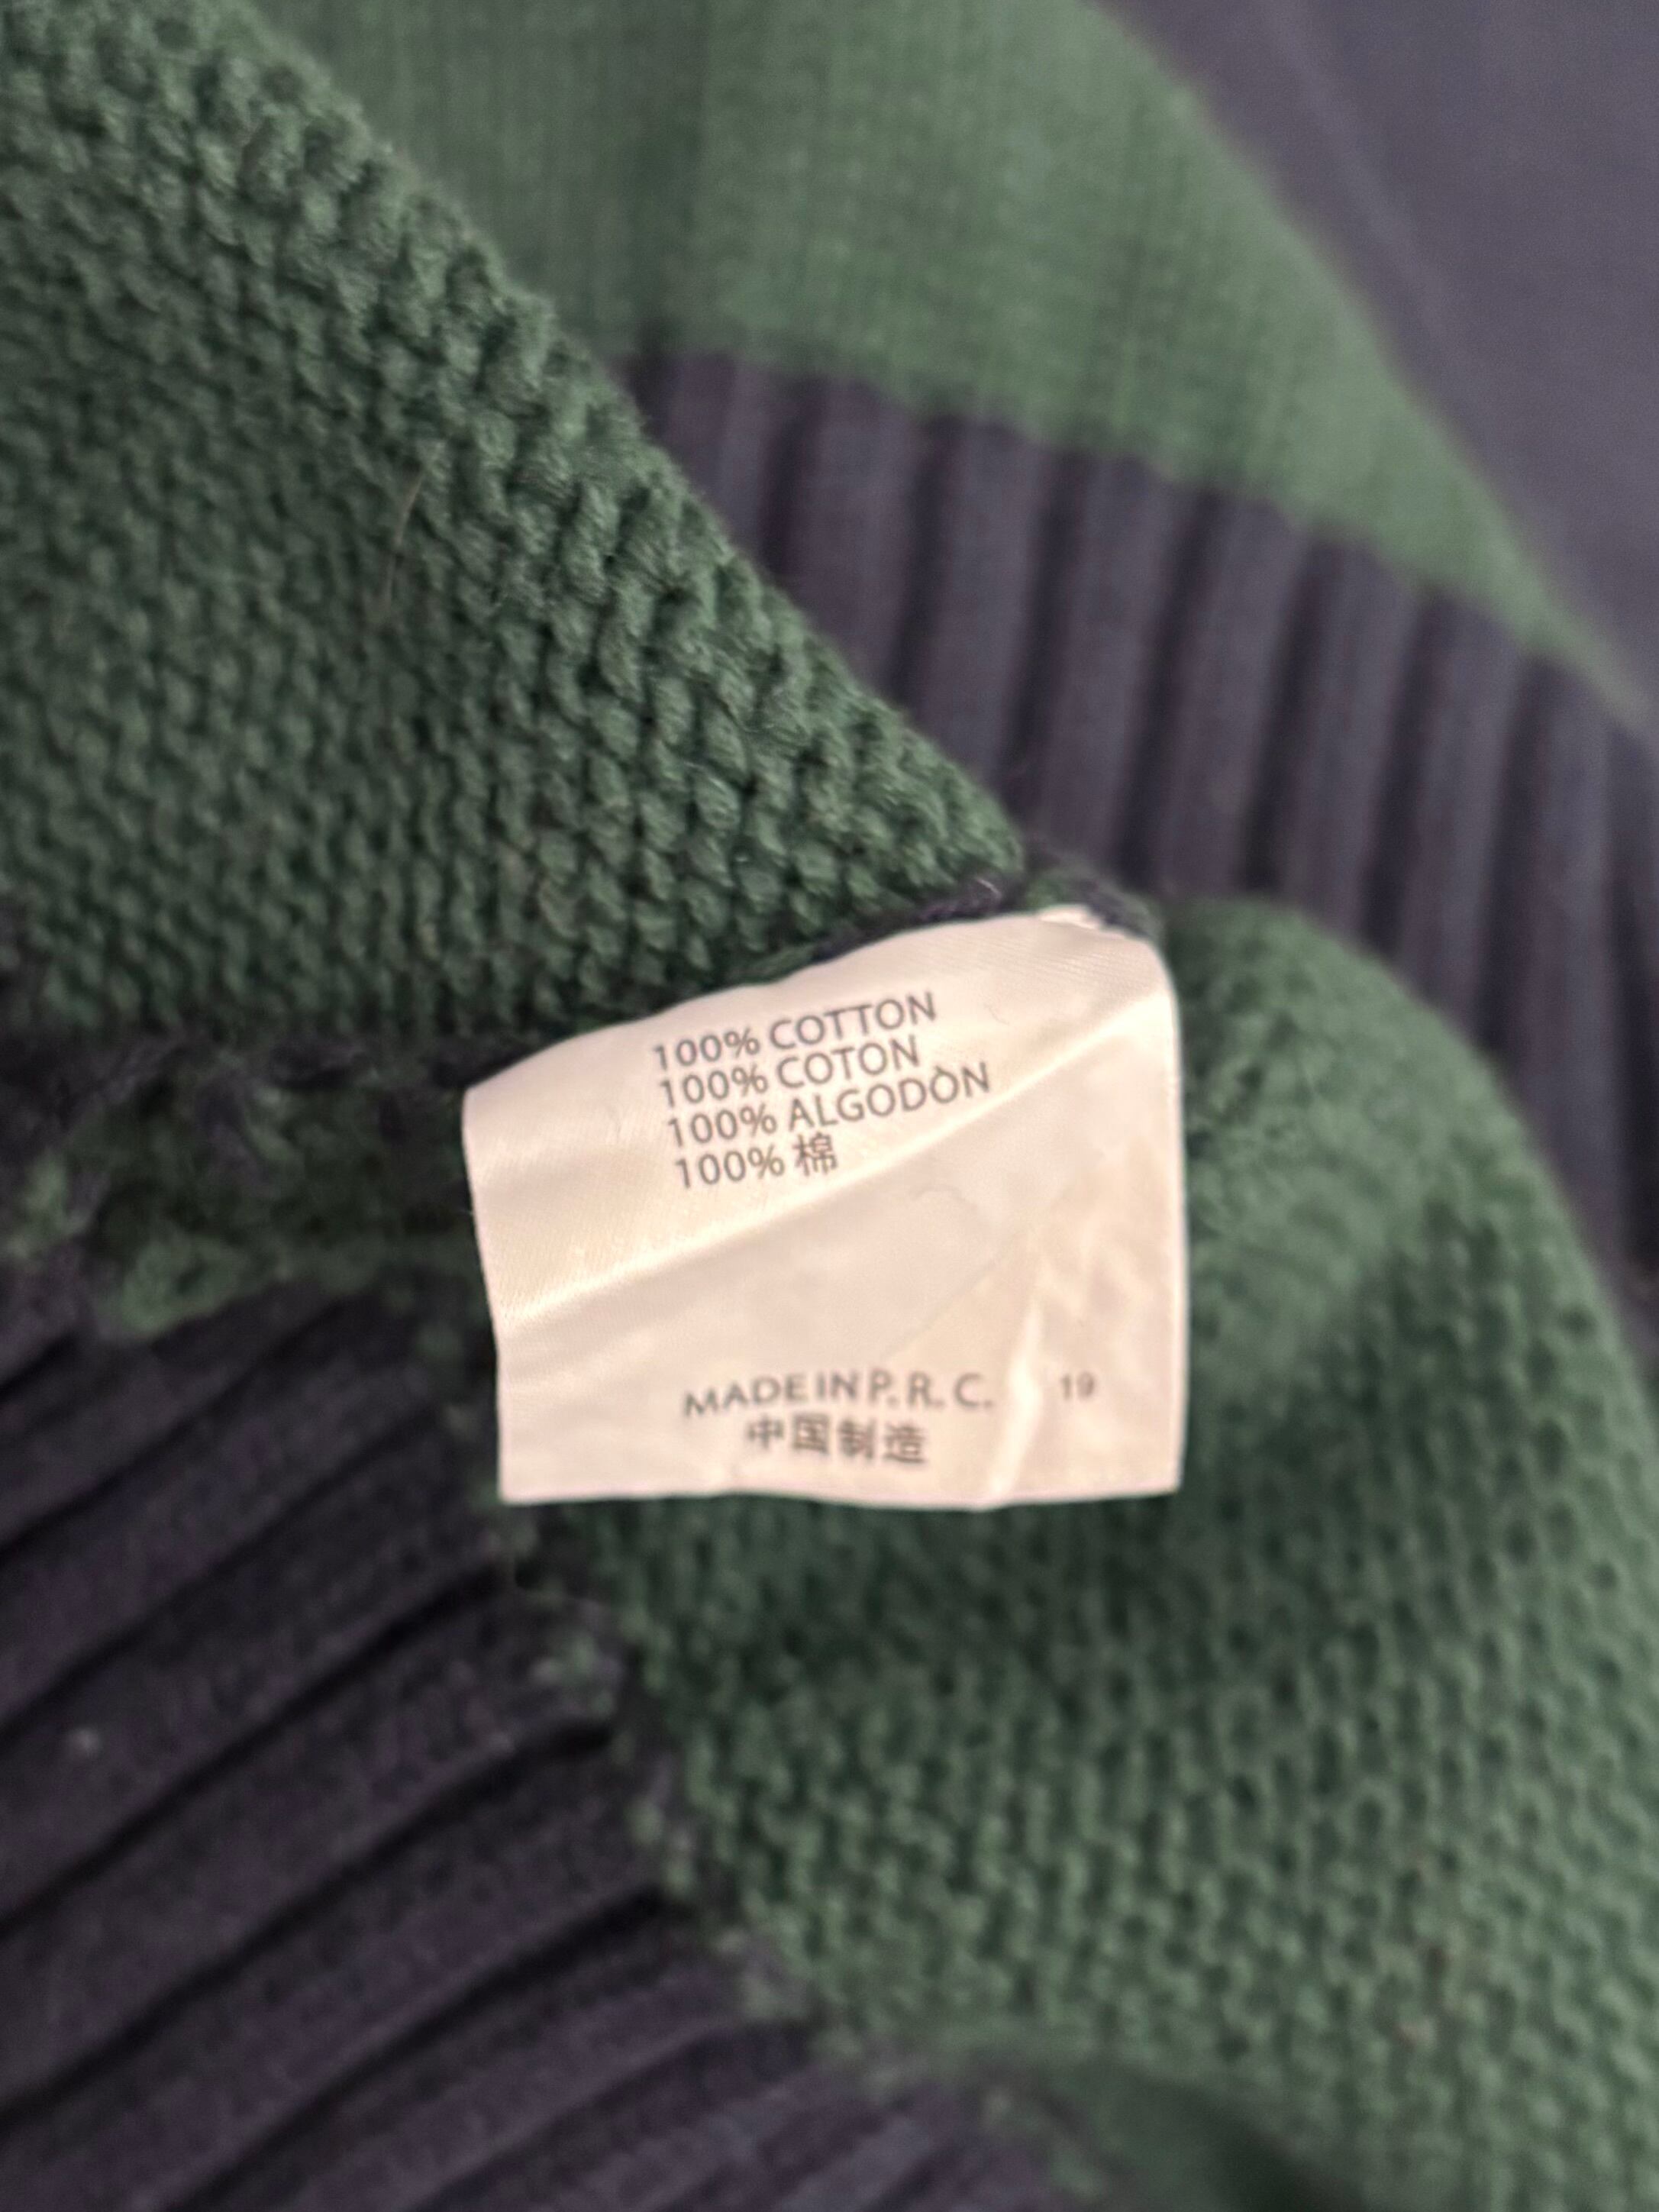 100% COTTON
100% COTON
100% ALGODÒN
100% 棉
MADE IN P. R. C. 19
中国制造